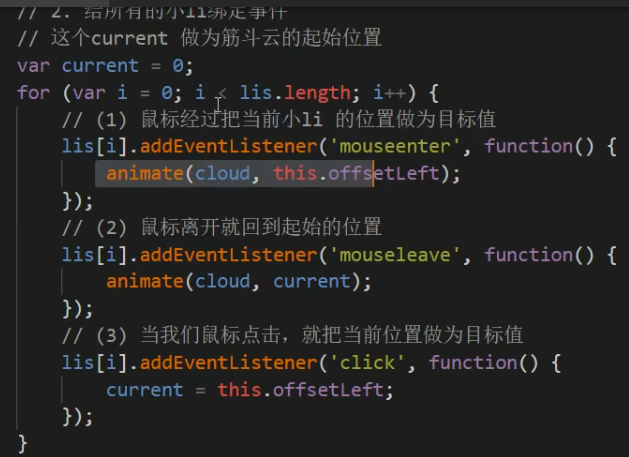 // 2. 给所有的小li绑定事件
// 这个current 做为筋斗云的起始位置
var current = 0;
for (var i = 0; i < lis.length; i++) {
// (1) 鼠标经过把当前小li 的位置做为目标值
lis[i].addEventListener('mouseenter', function() {
animate(cloud, this.offsetLeft);
});
// (2) 鼠标离开就回到起始的位置
lis[i].addEventListener('mouseleave', function() {
animate(cloud, current);
});
// (3) 当我们鼠标点击，就把当前位置做为目标值
lis[i].addEventListener('click', function() {
current = this.offsetLeft;
});
}